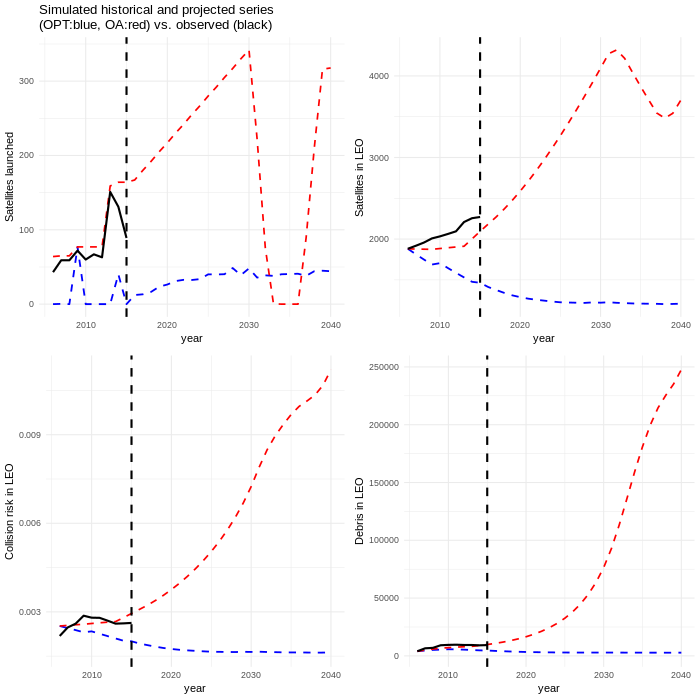 Simulated historical and projected series
(OPT:blue, OA:red) vs. observed (black)
Satellites launched
300
200
100
0
2010 2020 2030 2040
year
Satellites in LEO
4000
3000
2000
2010 2020 2030 2040
year
Collision risk in LEO
0.009
0.006
0.003
2010 2020 2030 2040
year
Debris in LEO
250000
200000
150000
100000
50000
0
2010 2020 2030 2040
year